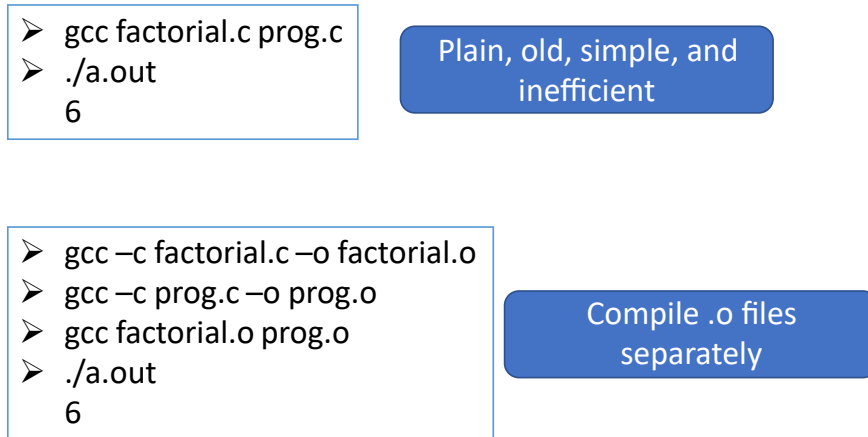 ➢ gcc factorial.c prog.c
➢ ./a.out
6
Plain, old, simple, and
inefficient
➢ gcc –c factorial.c –o factorial.o
➢ gcc –c prog.c –o prog.o
➢ gcc factorial.o prog.o
➢ ./a.out
6
Compile .o files
separately